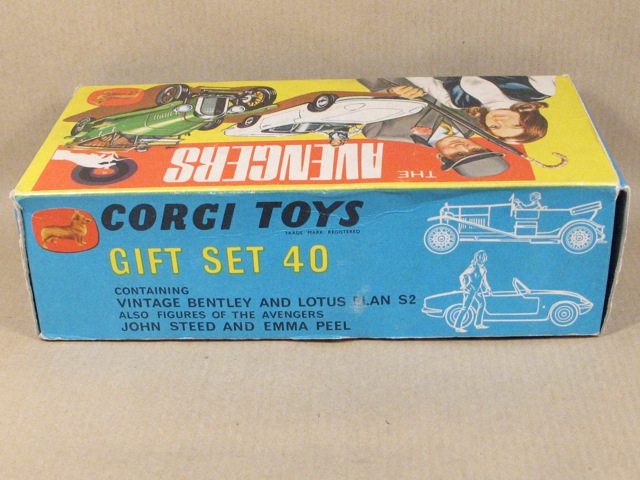 THE
AVENGERS
CORGI TOYS
TRADE MARK REGISTERED
GIFT SET 40
CONTAINING
VINTAGE BENTLEY AND LOTUS ELAN S2
ALSO FIGURES OF THE AVENGERS
JOHN STEED AND EMMA PEEL